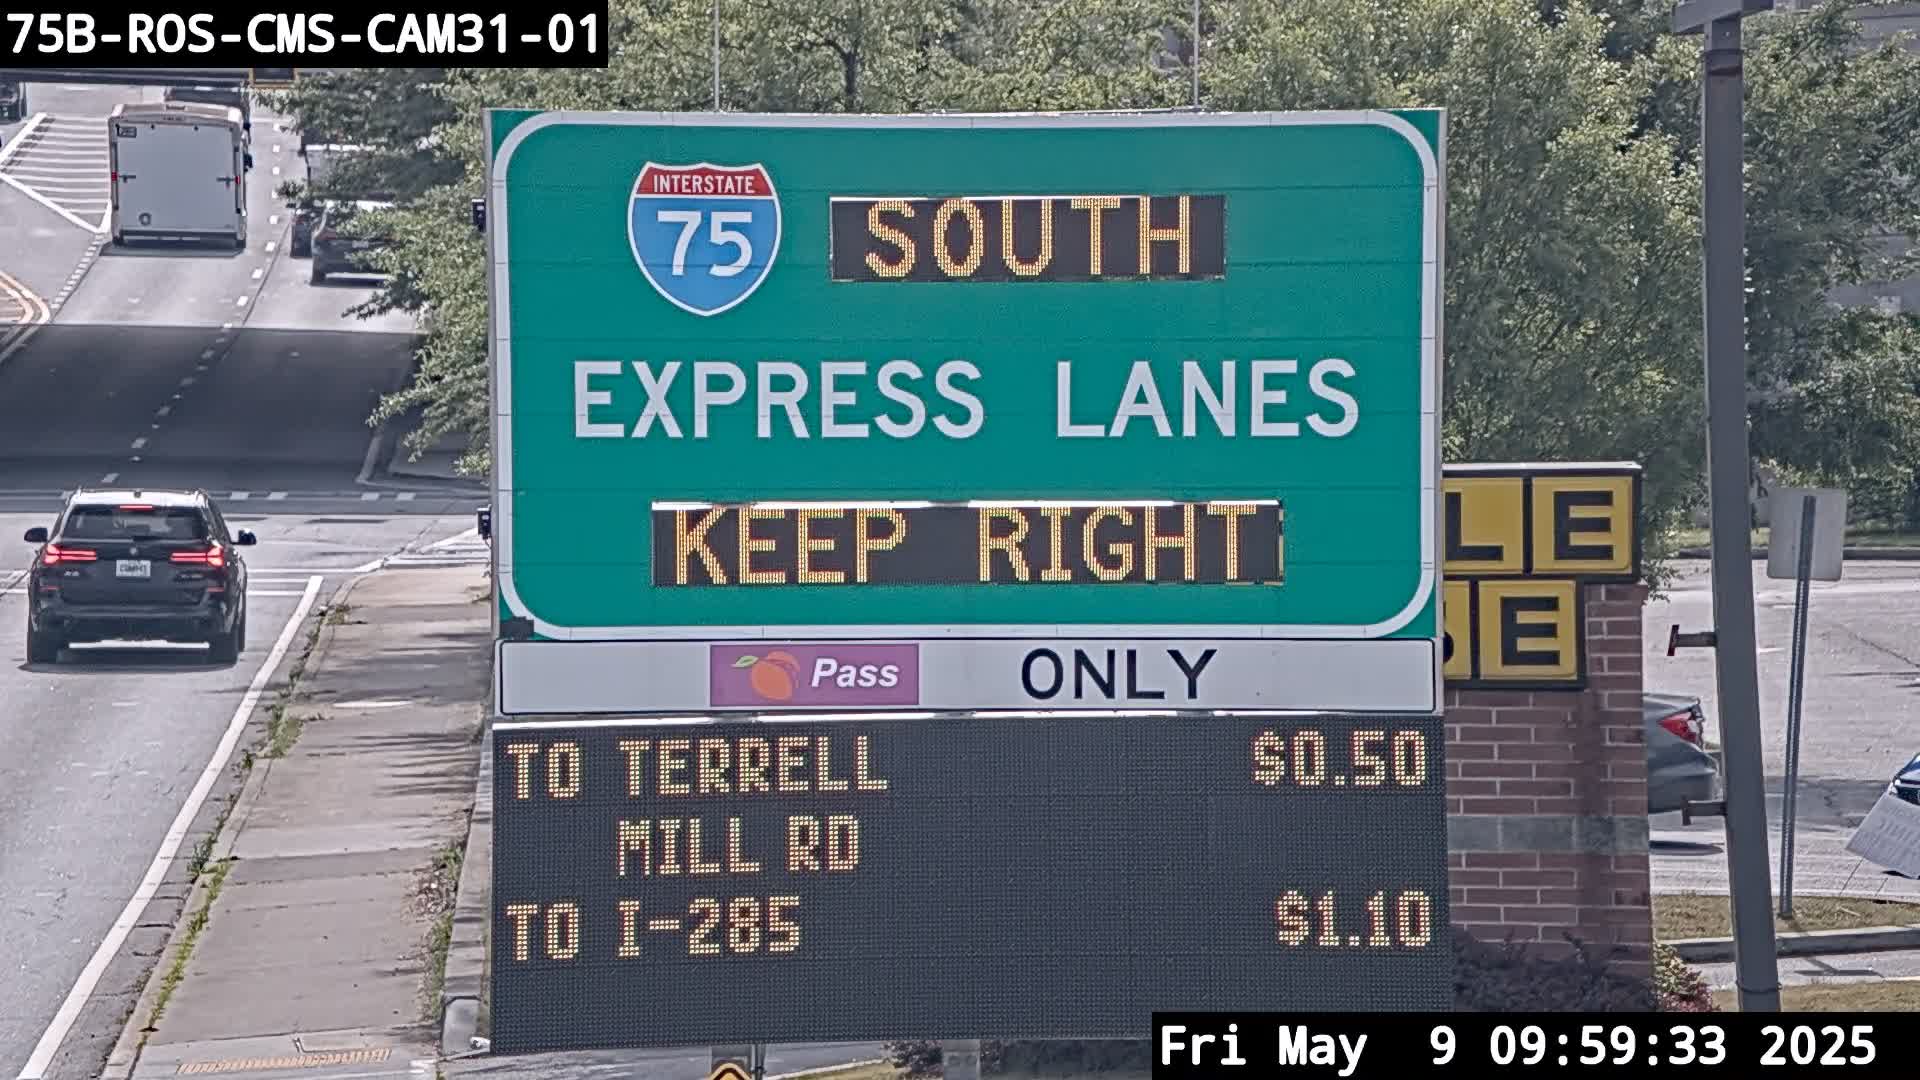 75B-ROS-CMS-CAM31-01
INTERSTATE
75
SOUTH
EXPRESS LANES
KEEP RIGHT
Pass ONLY
TO TERRELL $0.50
MILL RD
TO I-285 $1.10
LE
E
Fri May 9 09:59:33 2025